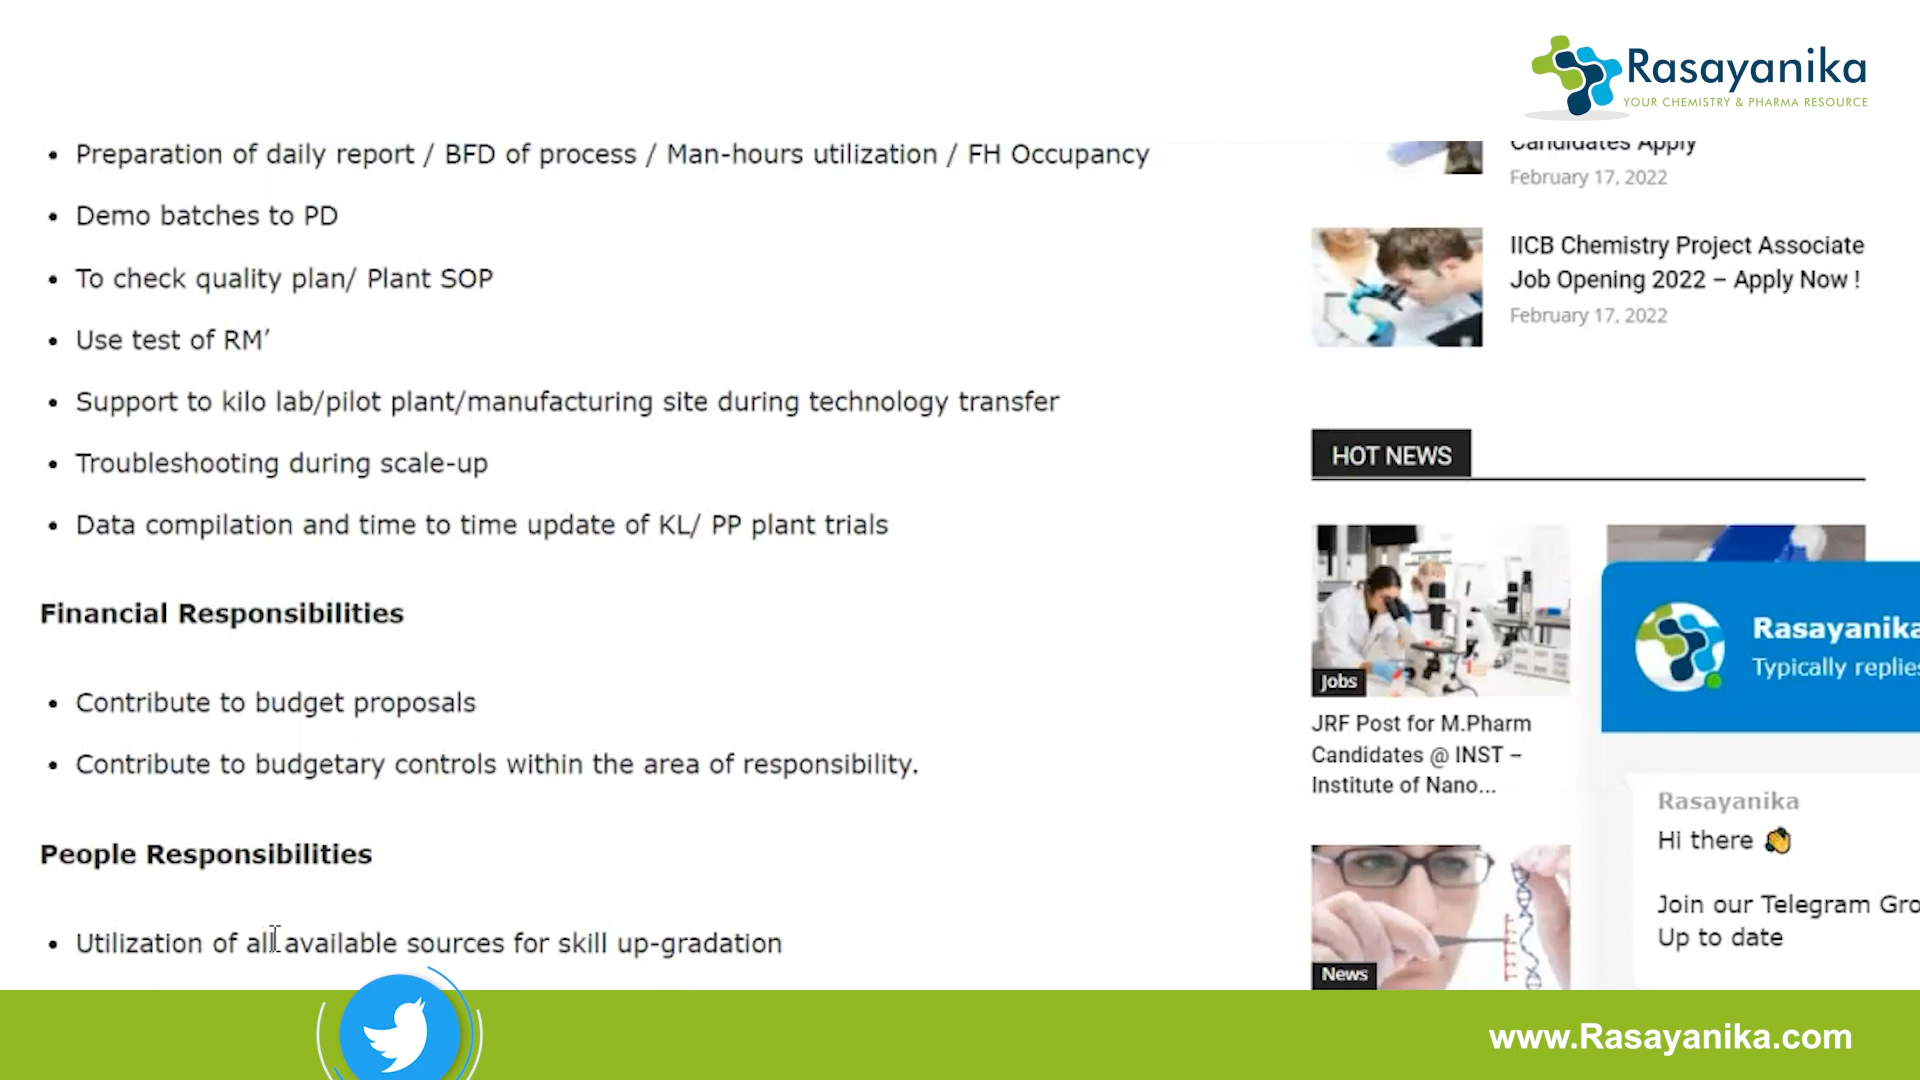 Rasayanika
YOUR CHEMISTRY & PHARMA RESOURCE
• Preparation of daily report / BFD of process / Man-hours utilization / FH Occupancy
• Demo batches to PD
• To check quality plan/ Plant SOP
• Use test of RM’
• Support to kilo lab/pilot plant/manufacturing site during technology transfer
• Troubleshooting during scale-up
• Data compilation and time to time update of KL/ PP plant trials
Financial Responsibilities
• Contribute to budget proposals
• Contribute to budgetary controls within the area of responsibility.
People Responsibilities
• Utilization of all available sources for skill up-gradation
Candidates Apply
February 17, 2022
IICB Chemistry Project Associate
Job Opening 2022 – Apply Now !
February 17, 2022
HOT NEWS
Jobs
JRF Post for M.Pharm
Candidates @ INST –
Institute of Nano...
News
Rasayanika
Typically replies
Rasayanika
Hi there 👏
Join our Telegram Gro
Up to date
www.Rasayanika.com